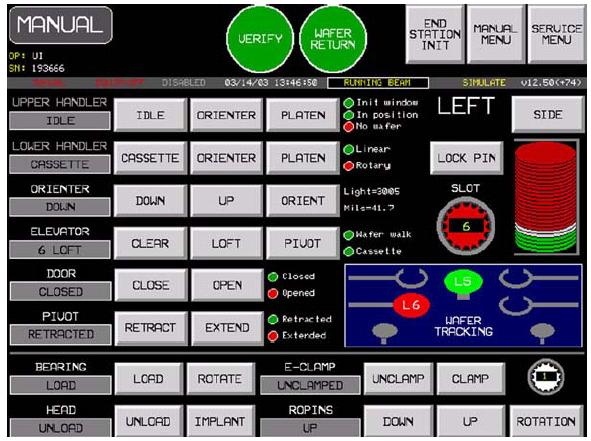 MANUAL
VERIFY
WAFER RETURN
END STATION INIT
MANUAL MENU
SERVICE MENU
OP: UI
SN: 193666
DISABLED 03/14/03 13:46:50 RUNNING BEAM SIMULATE v12.50(+74)
UPPER HANDLER
IDLE
IDLE ORIENTER PLATEN
Init window
In position
No wafer
LEFT
SIDE
LOWER HANDLER
CASSETTE
CASSETTE ORIENTER PLATEN
Linear
Rotary
LOCK PIN
ORIENTER
DOWN
DOWN UP ORIENT
Light=3005
Mils=41.7
SLOT
6
ELEVATOR
6 LOFT
CLEAR LOFT PIVOT
Wafer walk
Cassette
DOOR
CLOSED
CLOSE OPEN
Closed
Opened
L5
L6
WAFER
TRACKING
PIVOT
RETRACTED
RETRACT EXTEND
Retracted
Extended
BEARING
LOAD
LOAD ROTATE
E-CLAMP
UNCLAMPED
UNCLAMP CLAMP
1
HEAD
UNLOAD
UNLOAD IMPLANT
ROPINS
UP
DOWN UP ROTATION